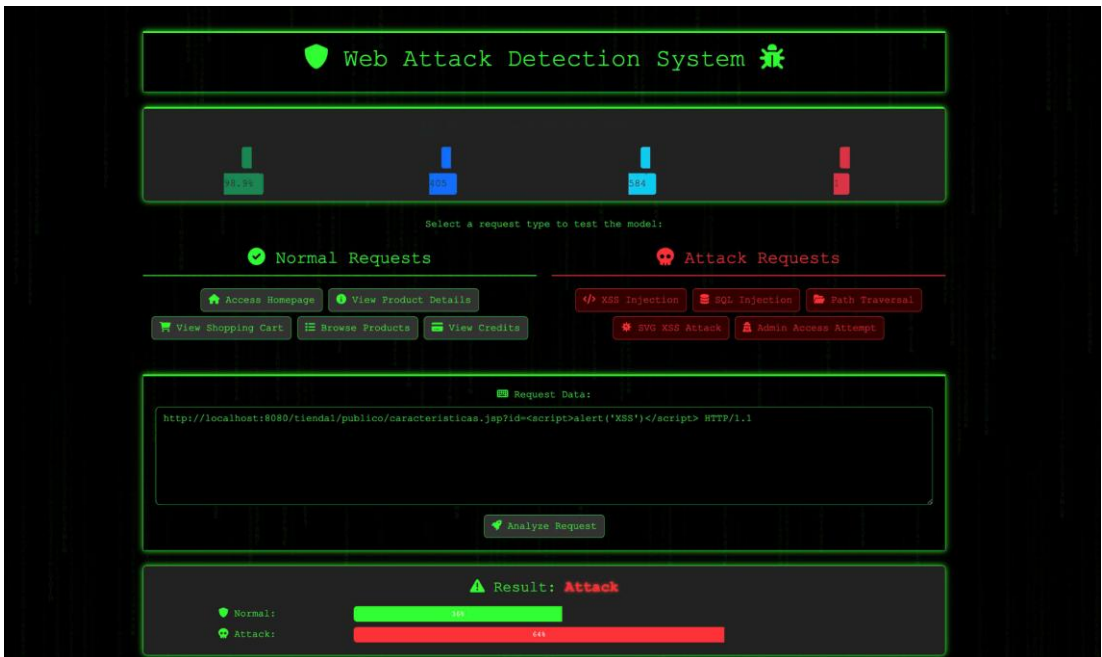 Web Attack Detection System
98.9% 405 584
Select a request type to test the model:
Normal Requests
Attack Requests
Access Homepage View Product Details
XSS Injection SQL Injection Path Traversal
View Shopping Cart Browse Products View Credits
SVG XSS Attack Admin Access Attempt
Request Data:
http://localhost:8080/tienda1/publico/caracteristicas.jsp?id=<script>alert('XSS')</script> HTTP/1.1
Analyze Request
Result: Attack
Normal: 36%
Attack: 64%